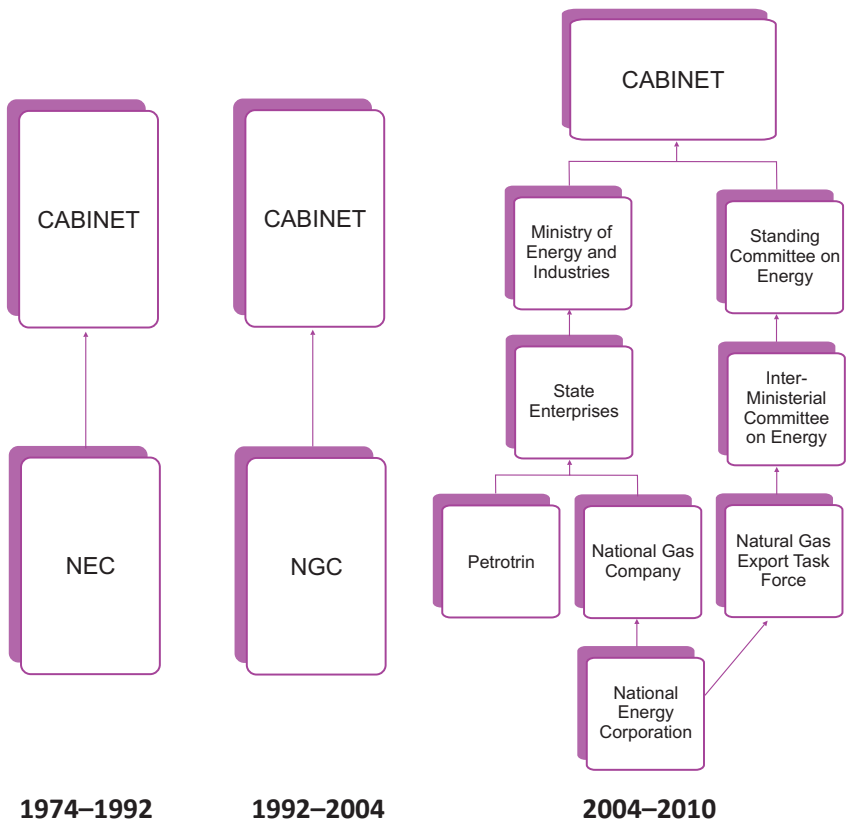 CABINET
NEC
1974–1992
CABINET
NGC
1992–2004
CABINET
Ministry of
Energy and
Industries
Standing
Committee on
Energy
State
Enterprises
Inter-
Ministerial
Committee
on Energy
Petrotrin
National Gas
Company
Natural Gas
Export Task
Force
National
Energy
Corporation
2004–2010